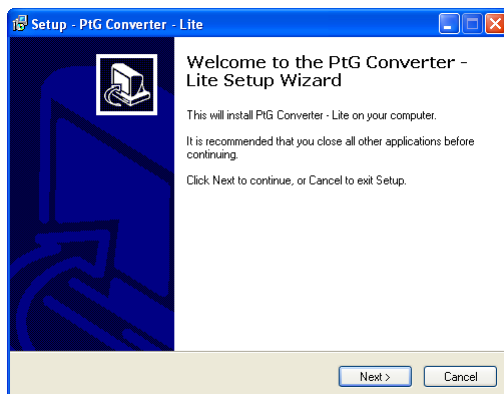 Setup - PtG Converter - Lite
Welcome to the PtG Converter -
Lite Setup Wizard
This will install PtG Converter - Lite on your computer.
It is recommended that you close all other applications before
continuing.
Click Next to continue, or Cancel to exit Setup.
Next >
Cancel